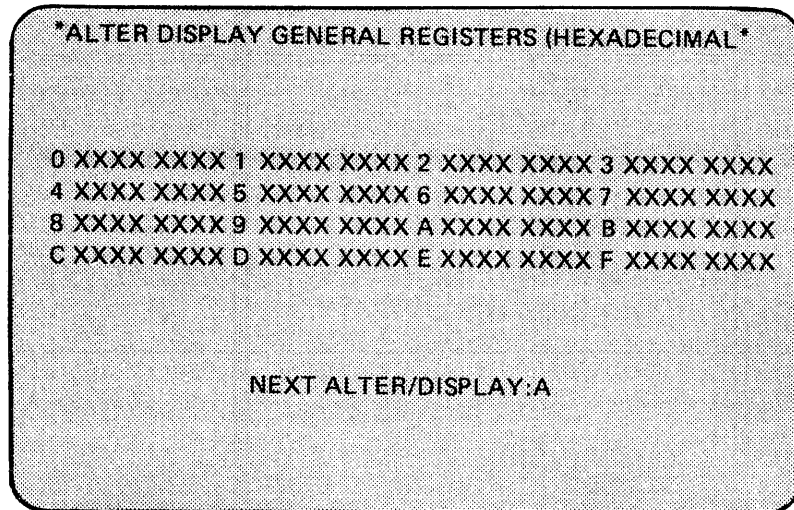 *ALTER DISPLAY GENERAL REGISTERS (HEXADECIMAL*
0 XXXX XXXX 1 XXXX XXXX 2 XXXX XXXX 3 XXXX XXXX
4 XXXX XXXX 5 XXXX XXXX 6 XXXX XXXX 7 XXXX XXXX
8 XXXX XXXX 9 XXXX XXXX A XXXX XXXX B XXXX XXXX
C XXXX XXXX D XXXX XXXX E XXXX XXXX F XXXX XXXX
NEXT ALTER/DISPLAY:A